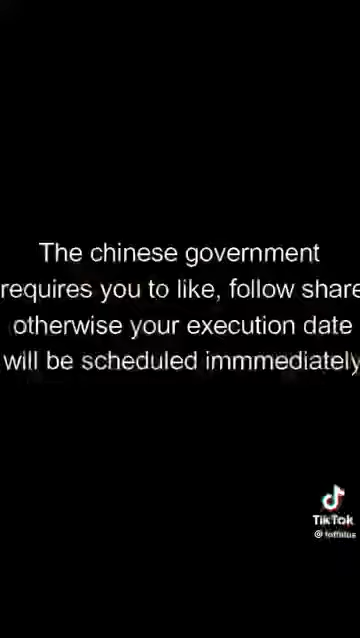 The chinese government
requires you to like, follow share
otherwise your execution date
will be scheduled immmediately
TikTok